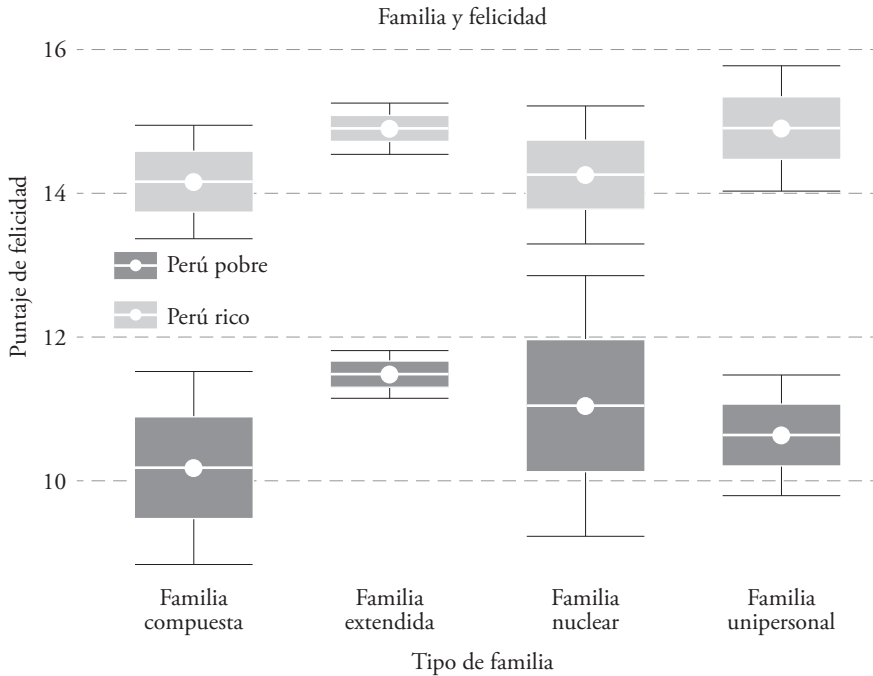 Familia y felicidad
16
14
12
10
Puntaje de felicidad
Perú pobre
Perú rico
Familia
compuesta
Familia
extendida
Familia
nuclear
Familia
unipersonal
Tipo de familia